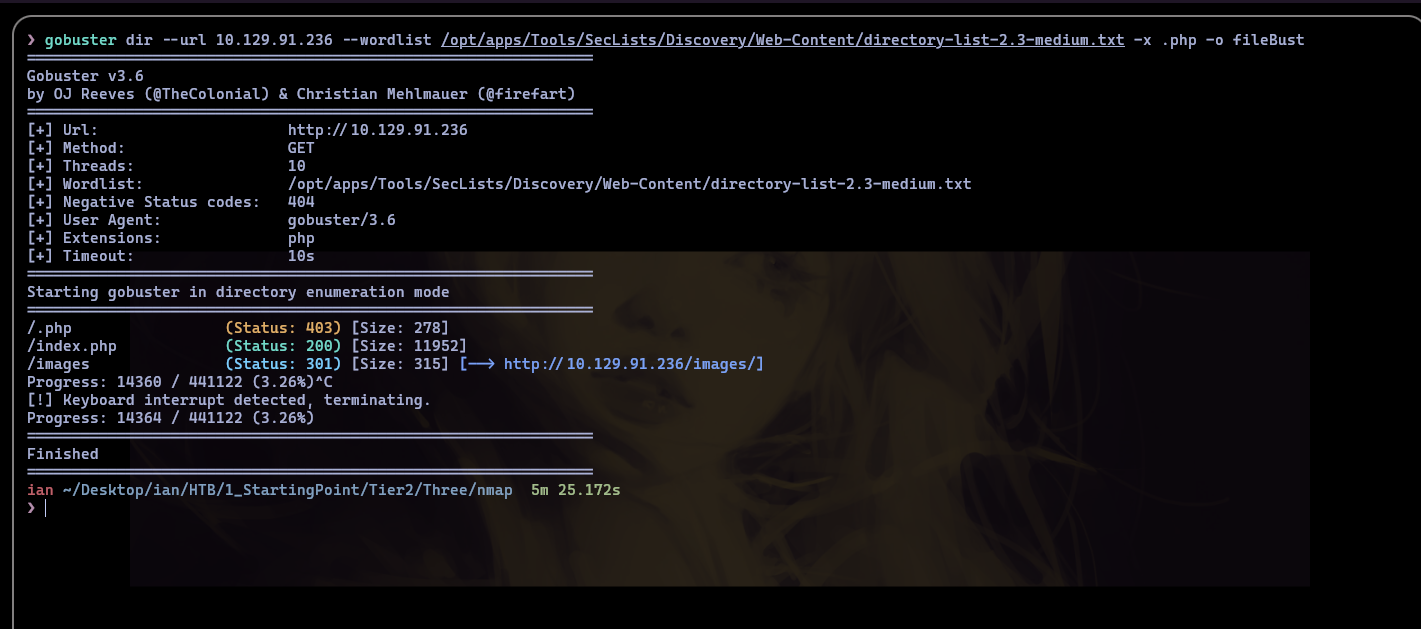 ❯ gobuster dir --url 10.129.91.236 --wordlist /opt/apps/Tools/SecLists/Discovery/Web-Content/directory-list-2.3-medium.txt -x .php -o fileBust
===============================================================
Gobuster v3.6
by OJ Reeves (@TheColonial) & Christian Mehlmauer (@firefart)
===============================================================
[+] Url:                     http://10.129.91.236
[+] Method:                  GET
[+] Threads:                 10
[+] Wordlist:                /opt/apps/Tools/SecLists/Discovery/Web-Content/directory-list-2.3-medium.txt
[+] Negative Status codes:   404
[+] User Agent:              gobuster/3.6
[+] Extensions:              php
[+] Timeout:                 10s
===============================================================
Starting gobuster in directory enumeration mode
===============================================================
/.php                 (Status: 403) [Size: 278]
/index.php            (Status: 200) [Size: 11952]
/images               (Status: 301) [Size: 315] [--> http://10.129.91.236/images/]
Progress: 14360 / 441122 (3.26%)^C
[!] Keyboard interrupt detected, terminating.
Progress: 14364 / 441122 (3.26%)
===============================================================
Finished
===============================================================
ian ~/Desktop/ian/HTB/1_StartingPoint/Tier2/Three/nmap  5m 25.172s
❯